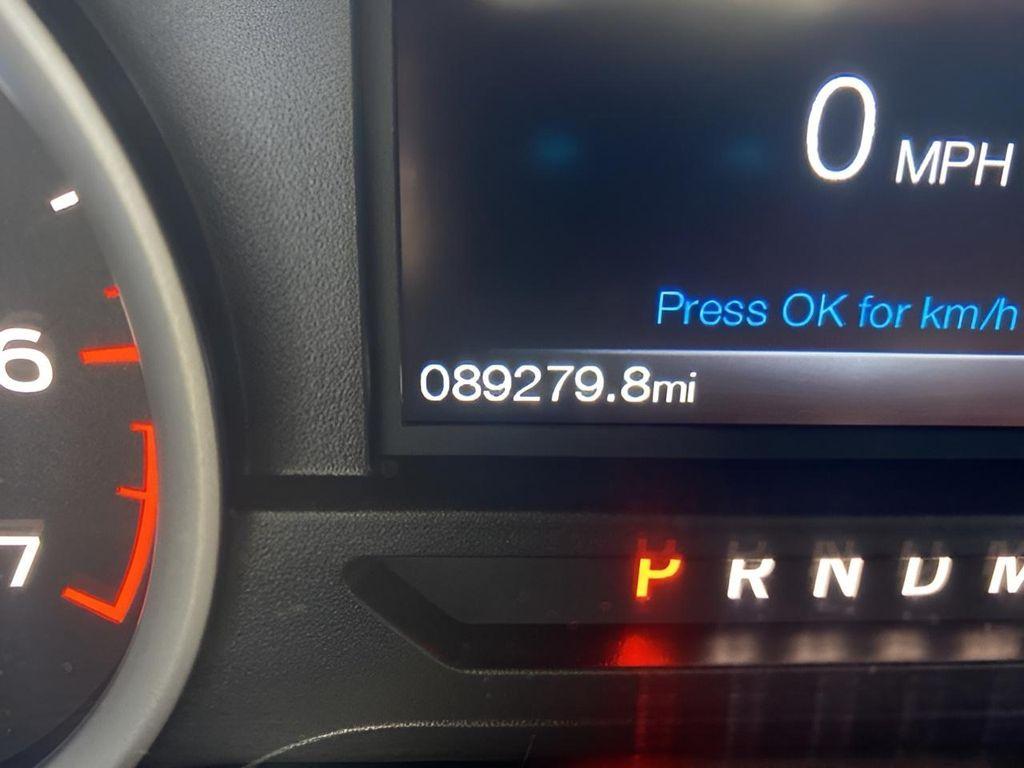 0 MPH
Press OK for km/h
6
089279.8mi
7
P R N D M